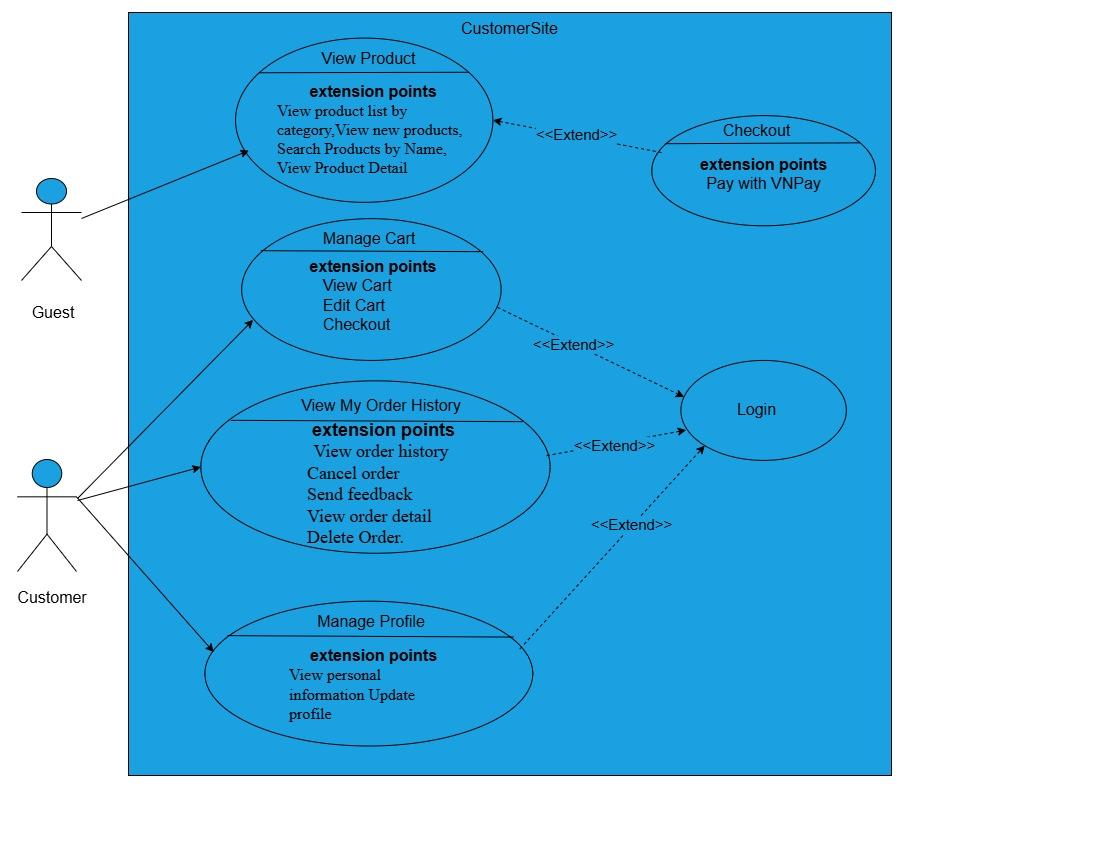 CustomerSite
View Product
extension points
View product list by
category,View new products,
Search Products by Name,
View Product Detail
<<Extend>>
Checkout
extension points
Pay with VNPay
Guest
Manage Cart
extension points
View Cart
Edit Cart
Checkout
<<Extend>>
View My Order History
extension points
View order history
Cancel order
Send feedback
View order detail
Delete Order.
<<Extend>>
Login
<<Extend>>
Customer
Manage Profile
extension points
View personal
information Update
profile